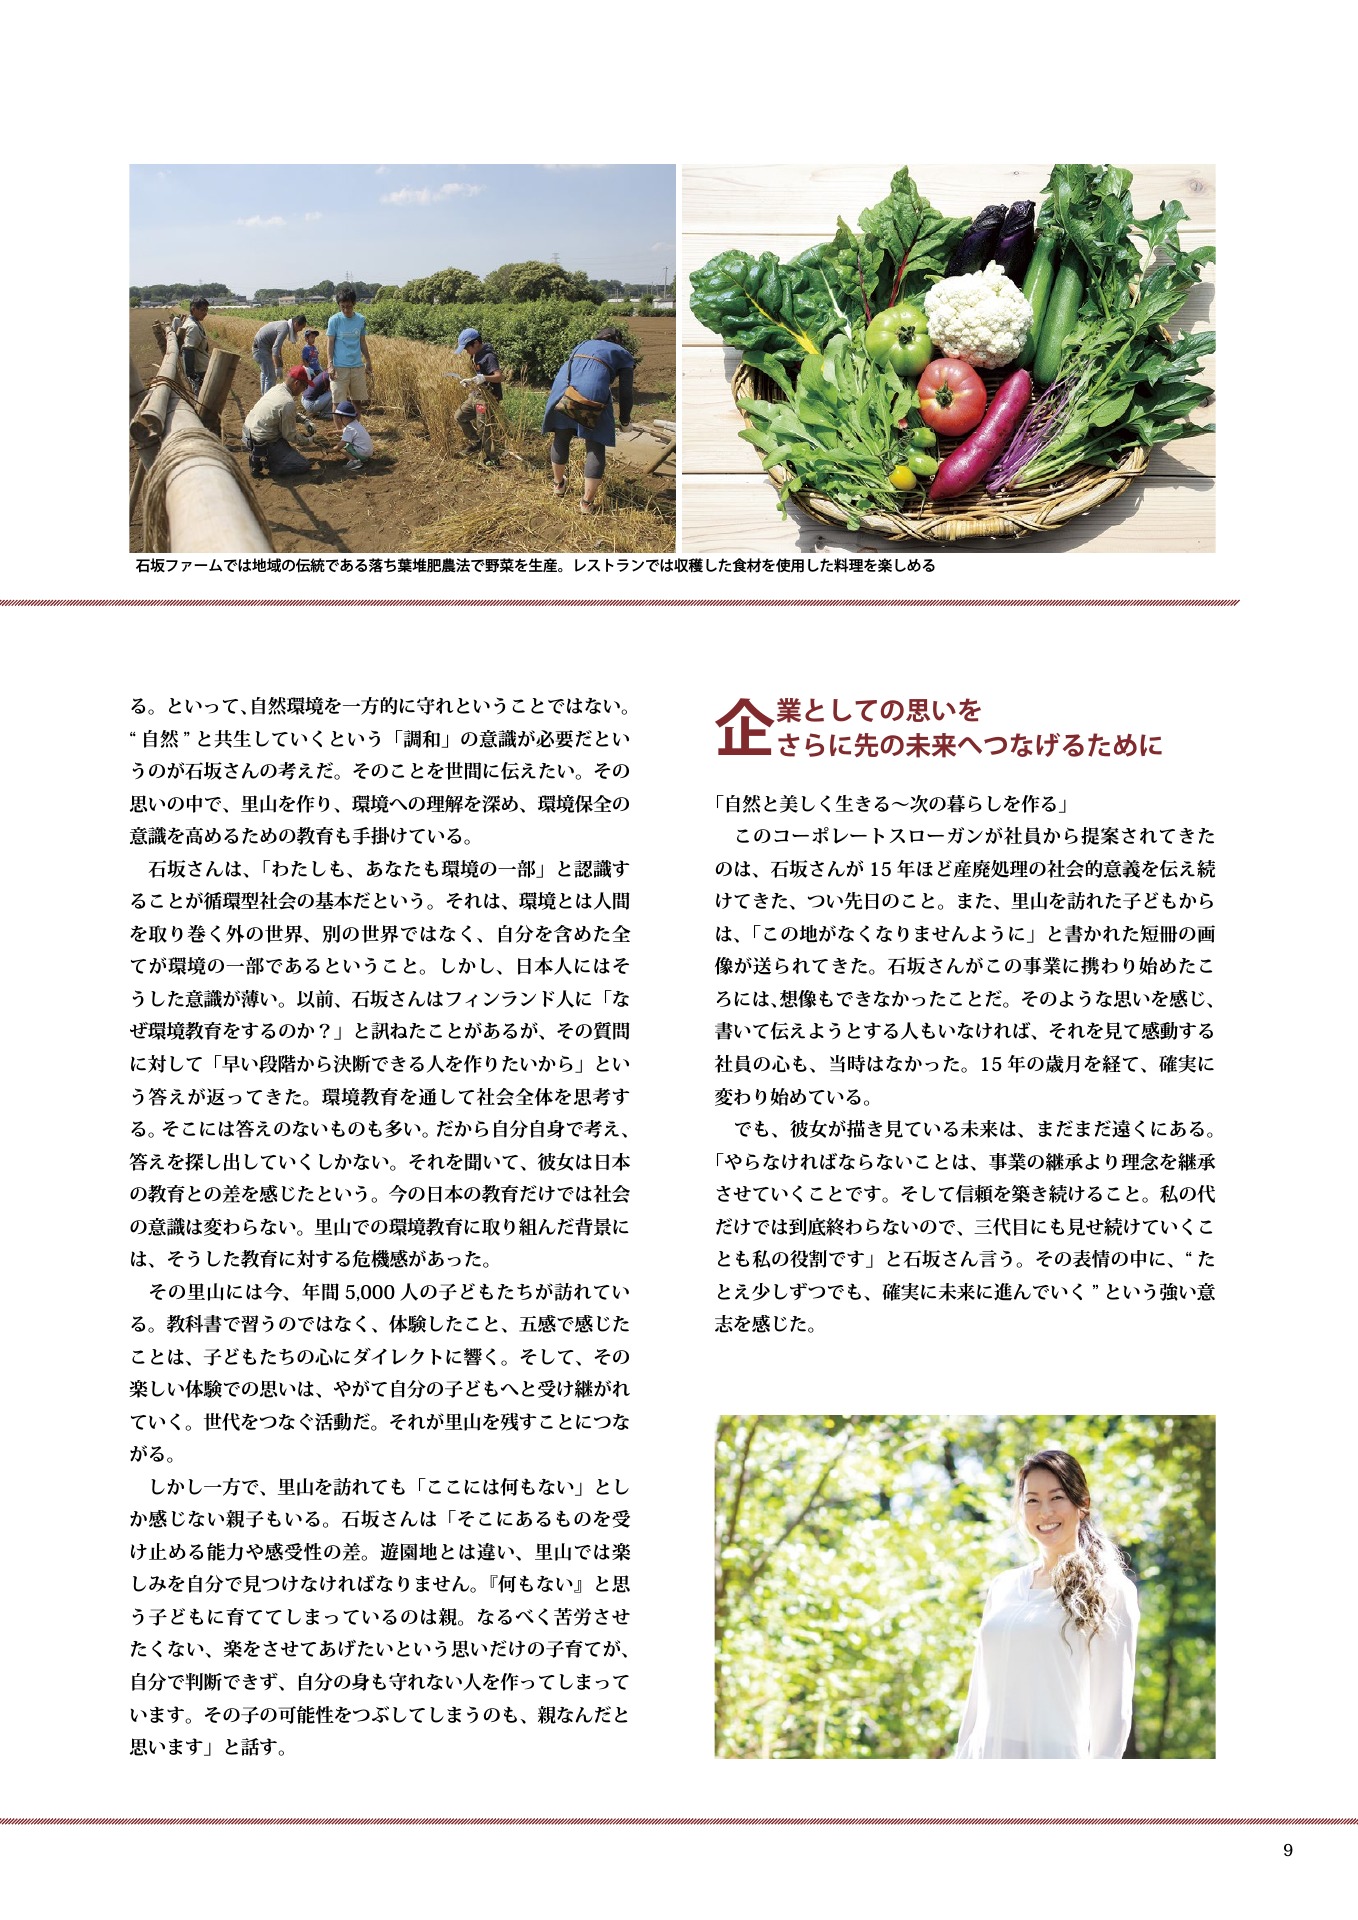 石坂ファームでは地域の伝統である落ち葉堆肥農法で野菜を生産。レストランでは収穫した食材を使用した料理を楽しめる
る。といって、自然環境を一方的に守れということではない。
“ 自然 ” と共生していくという「調和」の意識が必要だとい
うのが石坂さんの考えだ。そのことを世間に伝えたい。その
思いの中で、里山を作り、環境への理解を深め、環境保全の
意識を高めるための教育も手掛けている。
　石坂さんは、「わたしも、あなたも環境の一部」と認識す
ることが循環型社会の基本だという。それは、環境とは人間
を取り巻く外の世界、別の世界ではなく、自分を含めた全
てが環境の一部であるということ。しかし、日本人にはそ
うした意識が薄い。以前、石坂さんはフィンランド人に「な
ぜ環境教育をするのか？」と訊ねたことがあるが、その質問
に対して「早い段階から決断できる人を作りたいから」とい
う答えが返ってきた。環境教育を通して社会全体を思考す
る。そこには答えのないものも多い。だから自分自身で考え、
答えを探し出していくしかない。それを聞いて、彼女は日本
の教育との差を感じたという。今の日本の教育だけでは社会
の意識は変わらない。里山での環境教育に取り組んだ背景に
は、そうした教育に対する危機感があった。
　その里山には今、年間 5,000 人の子どもたちが訪れてい
る。教科書で習うのではなく、体験したこと、五感で感じた
ことは、子どもたちの心にダイレクトに響く。そして、その
楽しい体験での思いは、やがて自分の子どもへと受け継がれ
ていく。世代をつなぐ活動だ。それが里山を残すことにつな
がる。
　しかし一方で、里山を訪れても「ここには何もない」とし
か感じない親子もいる。石坂さんは「そこにあるものを受
け止める能力や感受性の差。遊園地とは違い、里山では楽
しみを自分で見つけなければなりません。『何もない』と思
う子どもに育ててしまっているのは親。なるべく苦労させ
たくない、楽をさせてあげたいという思いだけの子育てが、
自分で判断できず、自分の身も守れない人を作ってしまって
います。その子の可能性をつぶしてしまうのも、親なんだと
思います」と話す。
企業としての思いを
さらに先の未来へつなげるために
「自然と美しく生きる〜次の暮らしを作る」
　このコーポレートスローガンが社員から提案されてきた
のは、石坂さんが 15 年ほど産廃処理の社会的意義を伝え続
けてきた、つい先日のこと。また、里山を訪れた子どもから
は、「この地がなくなりませんように」と書かれた短冊の画
像が送られてきた。石坂さんがこの事業に携わり始めたこ
ろには、想像もできなかったことだ。そのような思いを感じ、
書いて伝えようとする人もいなければ、それを見て感動する
社員の心も、当時はなかった。15 年の歳月を経て、確実に
変わり始めている。
　でも、彼女が描き見ている未来は、まだまだ遠くにある。
「やらなければならないことは、事業の継承より理念を継承
させていくことです。そして信頼を築き続けること。私の代
だけでは到底終わらないので、三代目にも見せ続けていくこ
とも私の役割です」と石坂さん言う。その表情の中に、“ た
とえ少しずつでも、確実に未来に進んでいく ” という強い意
志を感じた。
9